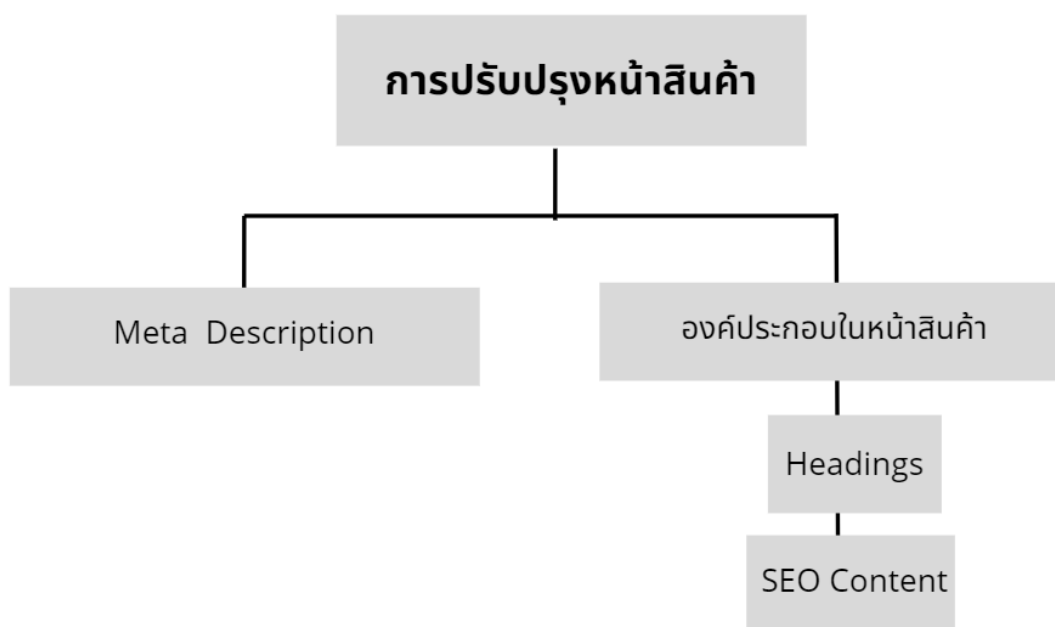 การปรับปรุงหน้าสินค้า
Meta Description
องค์ประกอบในหน้าสินค้า
Headings
SEO Content